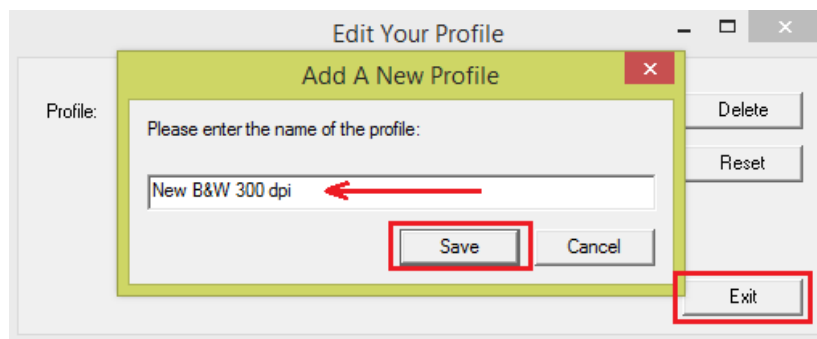 Edit Your Profile
Add A New Profile
Profile:
Delete
Please enter the name of the profile:
Reset
New B&W 300 dpi
Save
Cancel
Exit